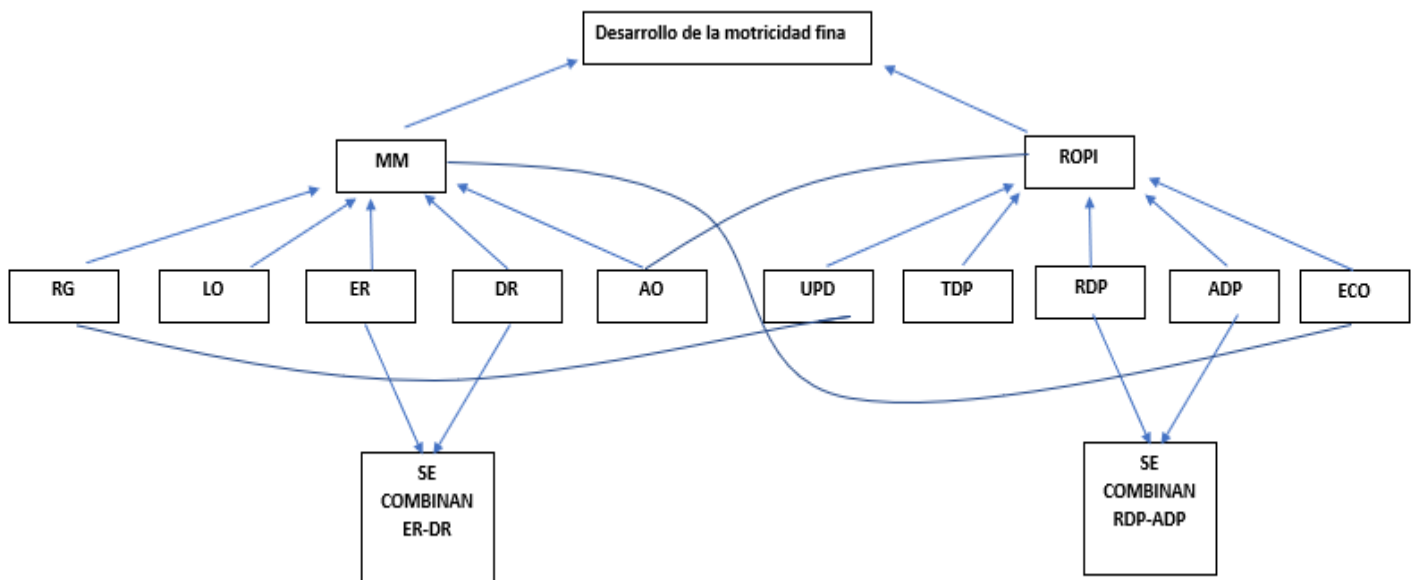 Desarrollo de la motricidad fina
MM
ROPI
RG
LO
ER
DR
AO
UPD
TDP
RDP
ADP
ECO
SE
COMBINAN
ER-DR
SE
COMBINAN
RDP-ADP